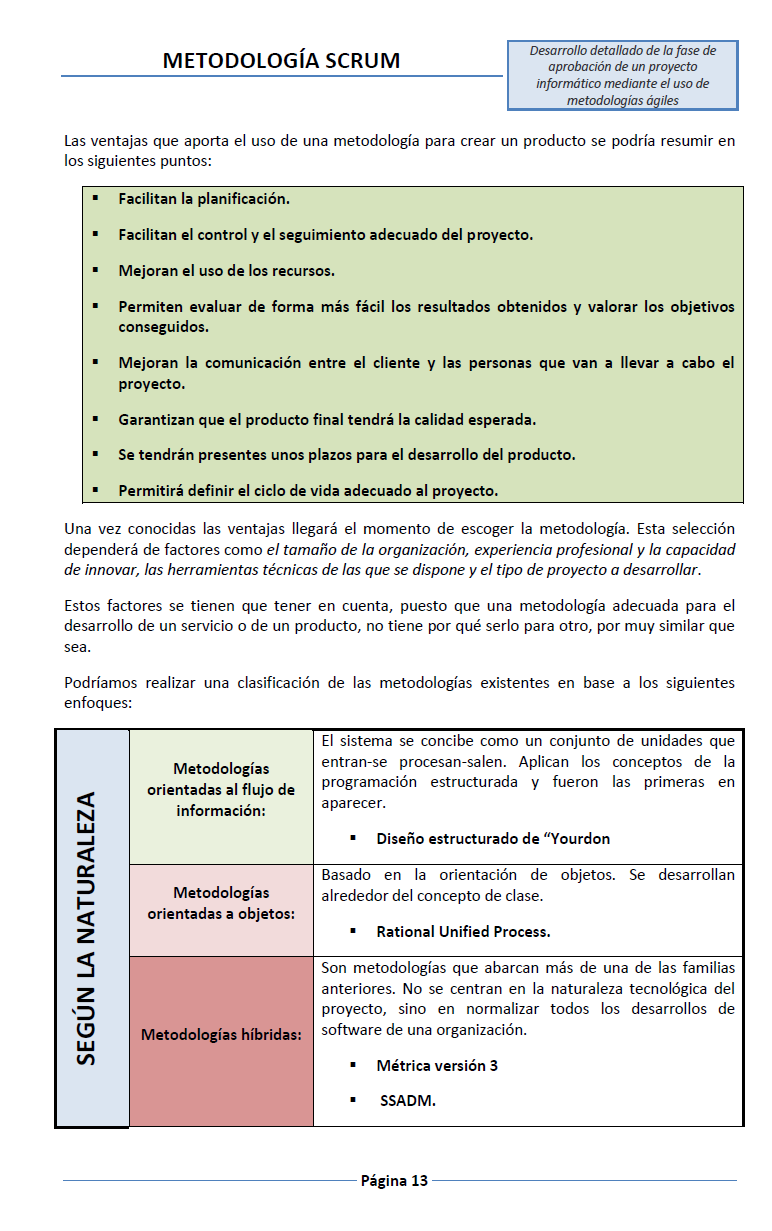 METODOLOGÍA SCRUM
Desarrollo detallado de la fase de
aprobación de un proyecto
informático mediante el uso de
metodologías ágiles
Las ventajas que aporta el uso de una metodología para crear un producto se podría resumir en
los siguientes puntos:
▪ Facilitan la planificación.
▪ Facilitan el control y el seguimiento adecuado del proyecto.
▪ Mejoran el uso de los recursos.
▪ Permiten evaluar de forma más fácil los resultados obtenidos y valorar los objetivos
conseguidos.
▪ Mejoran la comunicación entre el cliente y las personas que van a llevar a cabo el
proyecto.
▪ Garantizan que el producto final tendrá la calidad esperada.
▪ Se tendrán presentes unos plazos para el desarrollo del producto.
▪ Permitirá definir el ciclo de vida adecuado al proyecto.
Una vez conocidas las ventajas llegará el momento de escoger la metodología. Esta selección
dependerá de factores como el tamaño de la organización, experiencia profesional y la capacidad
de innovar, las herramientas técnicas de las que se dispone y el tipo de proyecto a desarrollar.
Estos factores se tienen que tener en cuenta, puesto que una metodología adecuada para el
desarrollo de un servicio o de un producto, no tiene por qué serlo para otro, por muy similar que
sea.
Podríamos realizar una clasificación de las metodologías existentes en base a los siguientes
enfoques:
SEGÚN LA NATURALEZA
Metodologías
orientadas al flujo de
información:
El sistema se concibe como un conjunto de unidades que
entran-se procesan-salen. Aplican los conceptos de la
programación estructurada y fueron las primeras en
aparecer.
▪ Diseño estructurado de “Yourdon
Metodologías
orientadas a objetos:
Basado en la orientación de objetos. Se desarrollan
alrededor del concepto de clase.
▪ Rational Unified Process.
Metodologías híbridas:
Son metodologías que abarcan más de una de las familias
anteriores. No se centran en la naturaleza tecnológica del
proyecto, sino en normalizar todos los desarrollos de
software de una organización.
▪ Métrica versión 3
▪ SSADM.
Página 13